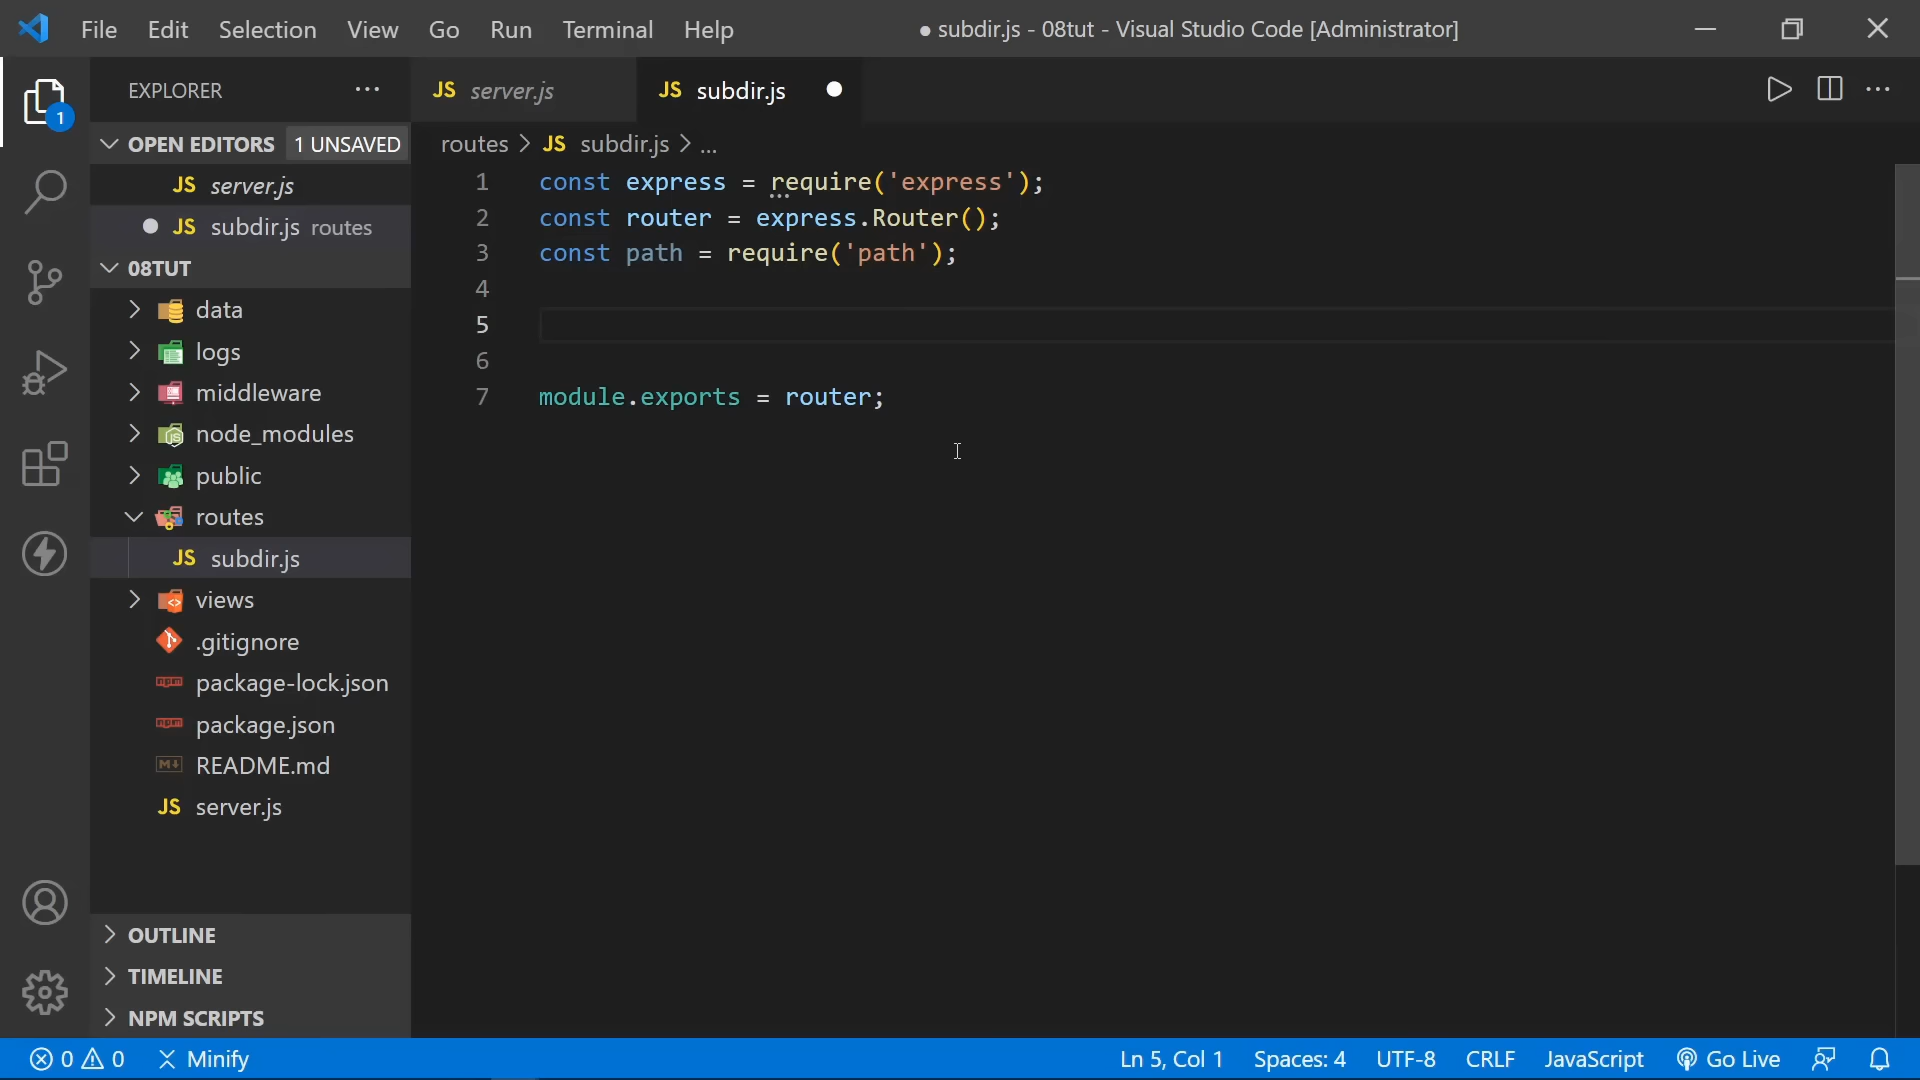 File Edit Selection View Go Run Terminal Help
● subdir.js - 08tut - Visual Studio Code [Administrator]
EXPLORER
1
OPEN EDITORS 1 UNSAVED
JS server.js
JS subdir.js routes
08TUT
data
logs
middleware
node_modules
public
routes
JS subdir.js
views
.gitignore
package-lock.json
package.json
README.md
JS server.js
OUTLINE
TIMELINE
NPM SCRIPTS
JS server.js
JS subdir.js
routes > JS subdir.js > ...
1 const express = require('express');
2 const router = express.Router();
3 const path = require('path');
4
5
6
7 module.exports = router;
0 0 Minify
Ln 5, Col 1 Spaces: 4 UTF-8 CRLF JavaScript Go Live